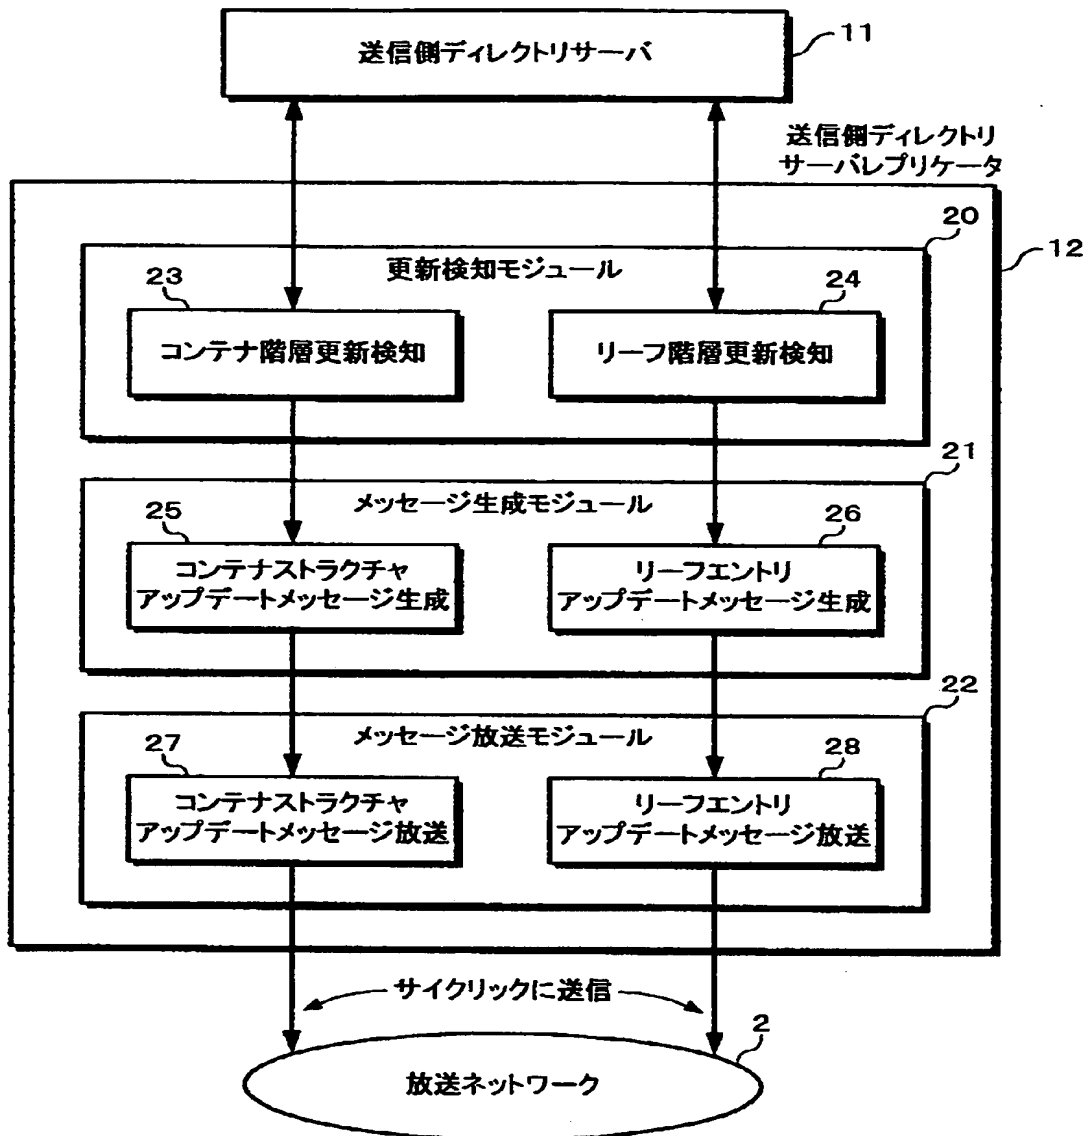 送信側ディレクトリサーバ
11
送信側ディレクトリ
サーバレプリケータ
12
20
更新検知モジュール
23
コンテナ階層更新検知
24
リーフ階層更新検知
21
メッセージ生成モジュール
25
コンテナストラクチャ
アップデートメッセージ生成
26
リーフエントリ
アップデートメッセージ生成
22
メッセージ放送モジュール
27
コンテナストラクチャ
アップデートメッセージ放送
28
リーフエントリ
アップデートメッセージ放送
サイクリックに送信
2
放送ネットワーク